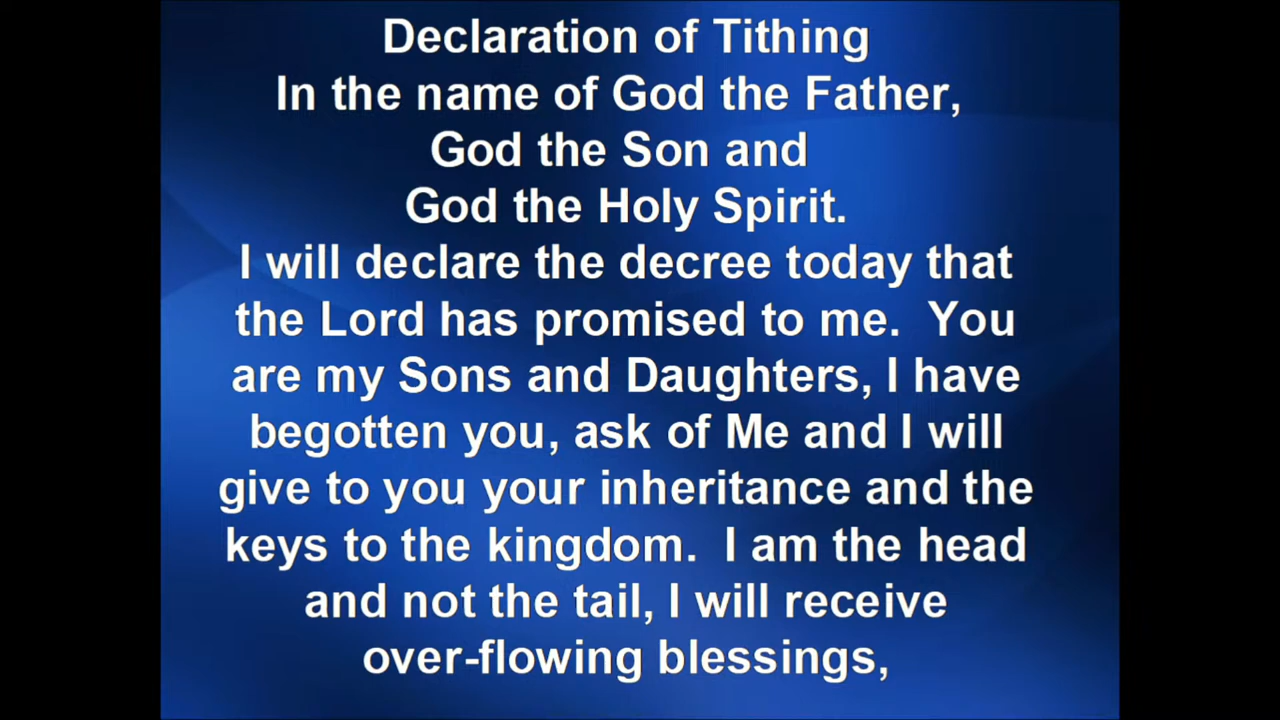 Declaration of Tithing
In the name of God the Father,
God the Son and
God the Holy Spirit.
I will declare the decree today that
the Lord has promised to me.  You
are my Sons and Daughters, I have
begotten you, ask of Me and I will
give to you your inheritance and the
keys to the kingdom.  I am the head
and not the tail, I will receive
over-flowing blessings,